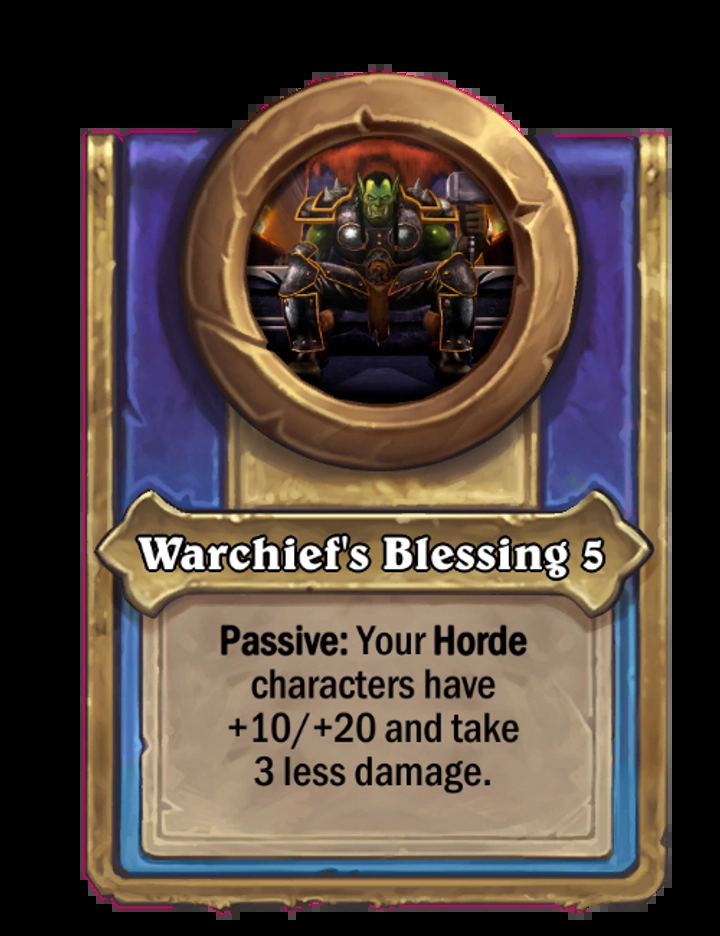 Warchief's Blessing 5
Passive: Your Horde
characters have
+10/+20 and take
3 less damage.